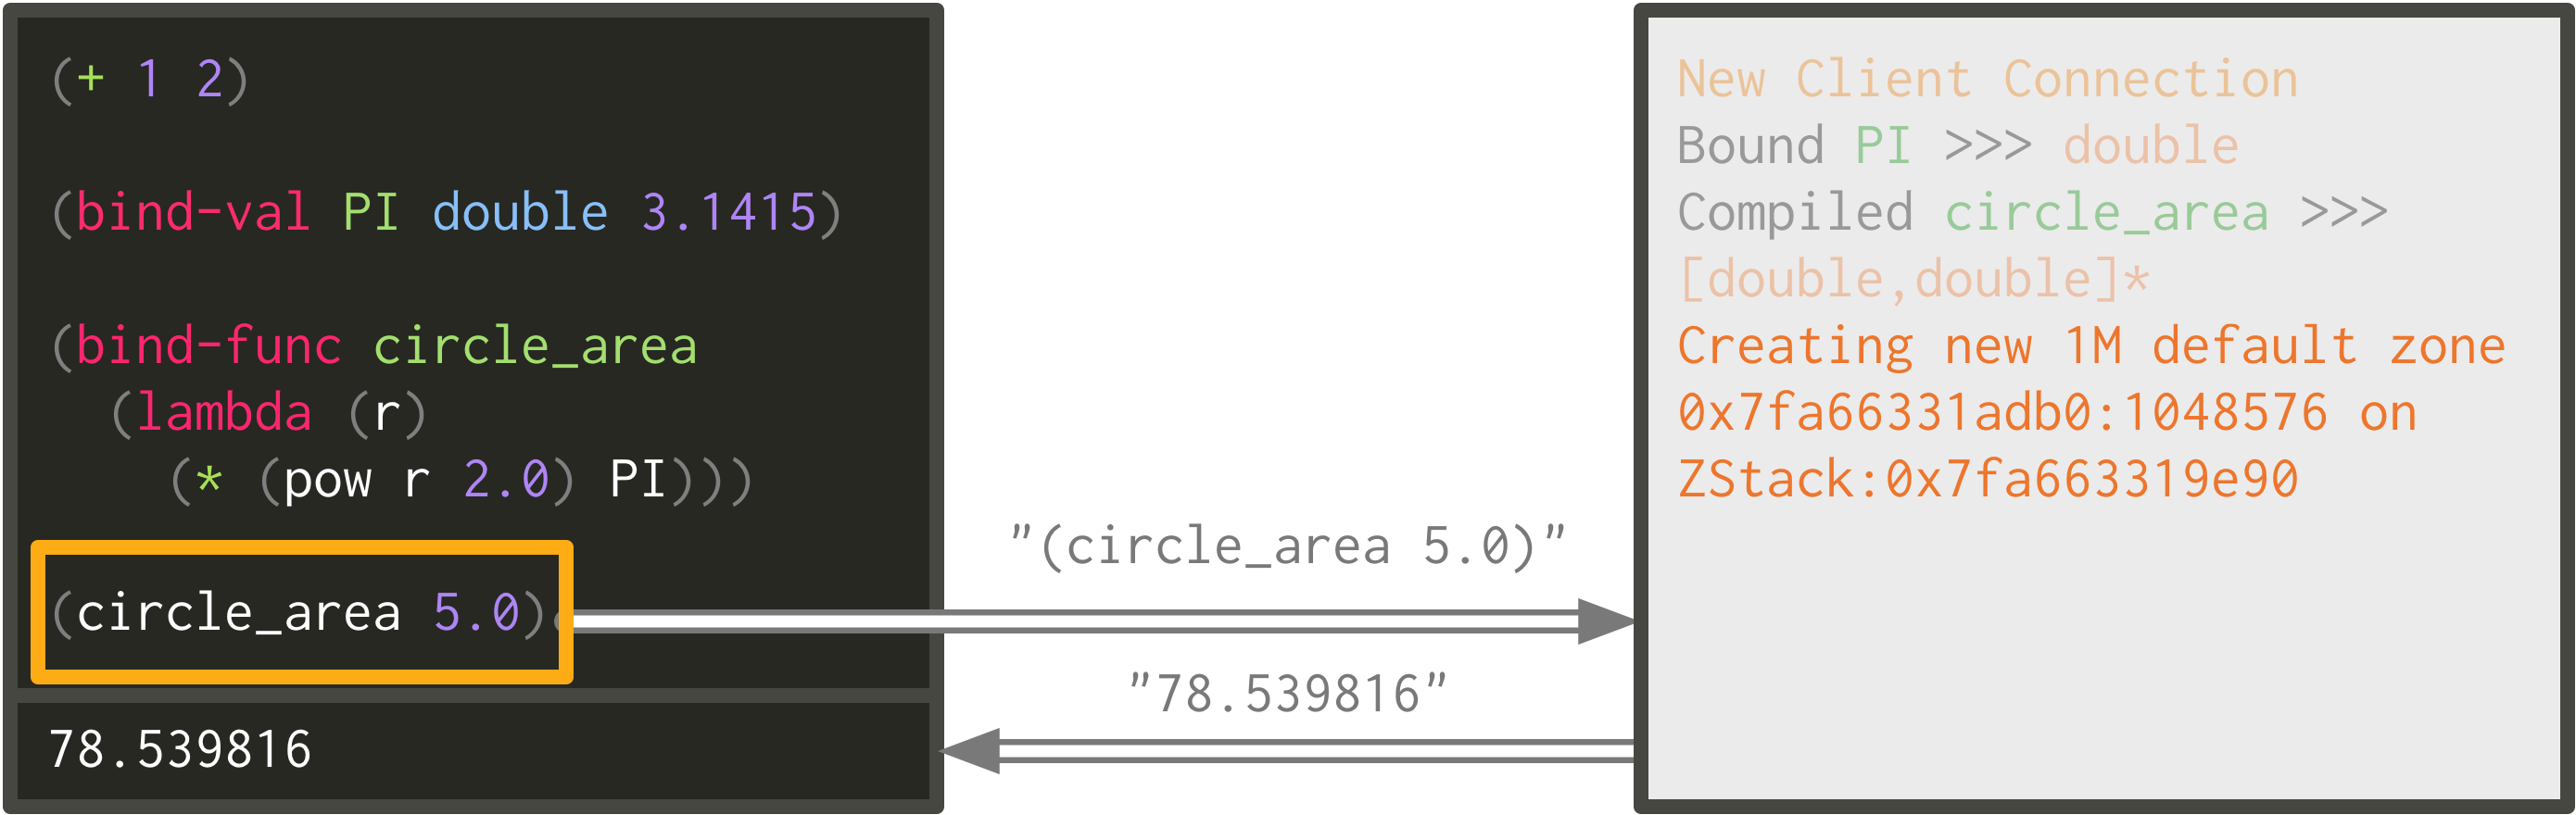 (+ 1 2)
(bind-val PI double 3.1415)
(bind-func circle_area
(lambda (r)
(* (pow r 2.0) PI)))
(circle_area 5.0)
78.539816
"(circle_area 5.0)"
"78.539816"
New Client Connection
Bound PI >>> double
Compiled circle_area >>>
[double,double]*
Creating new 1M default zone
0x7fa66331adb0:1048576 on
ZStack:0x7fa663319e90